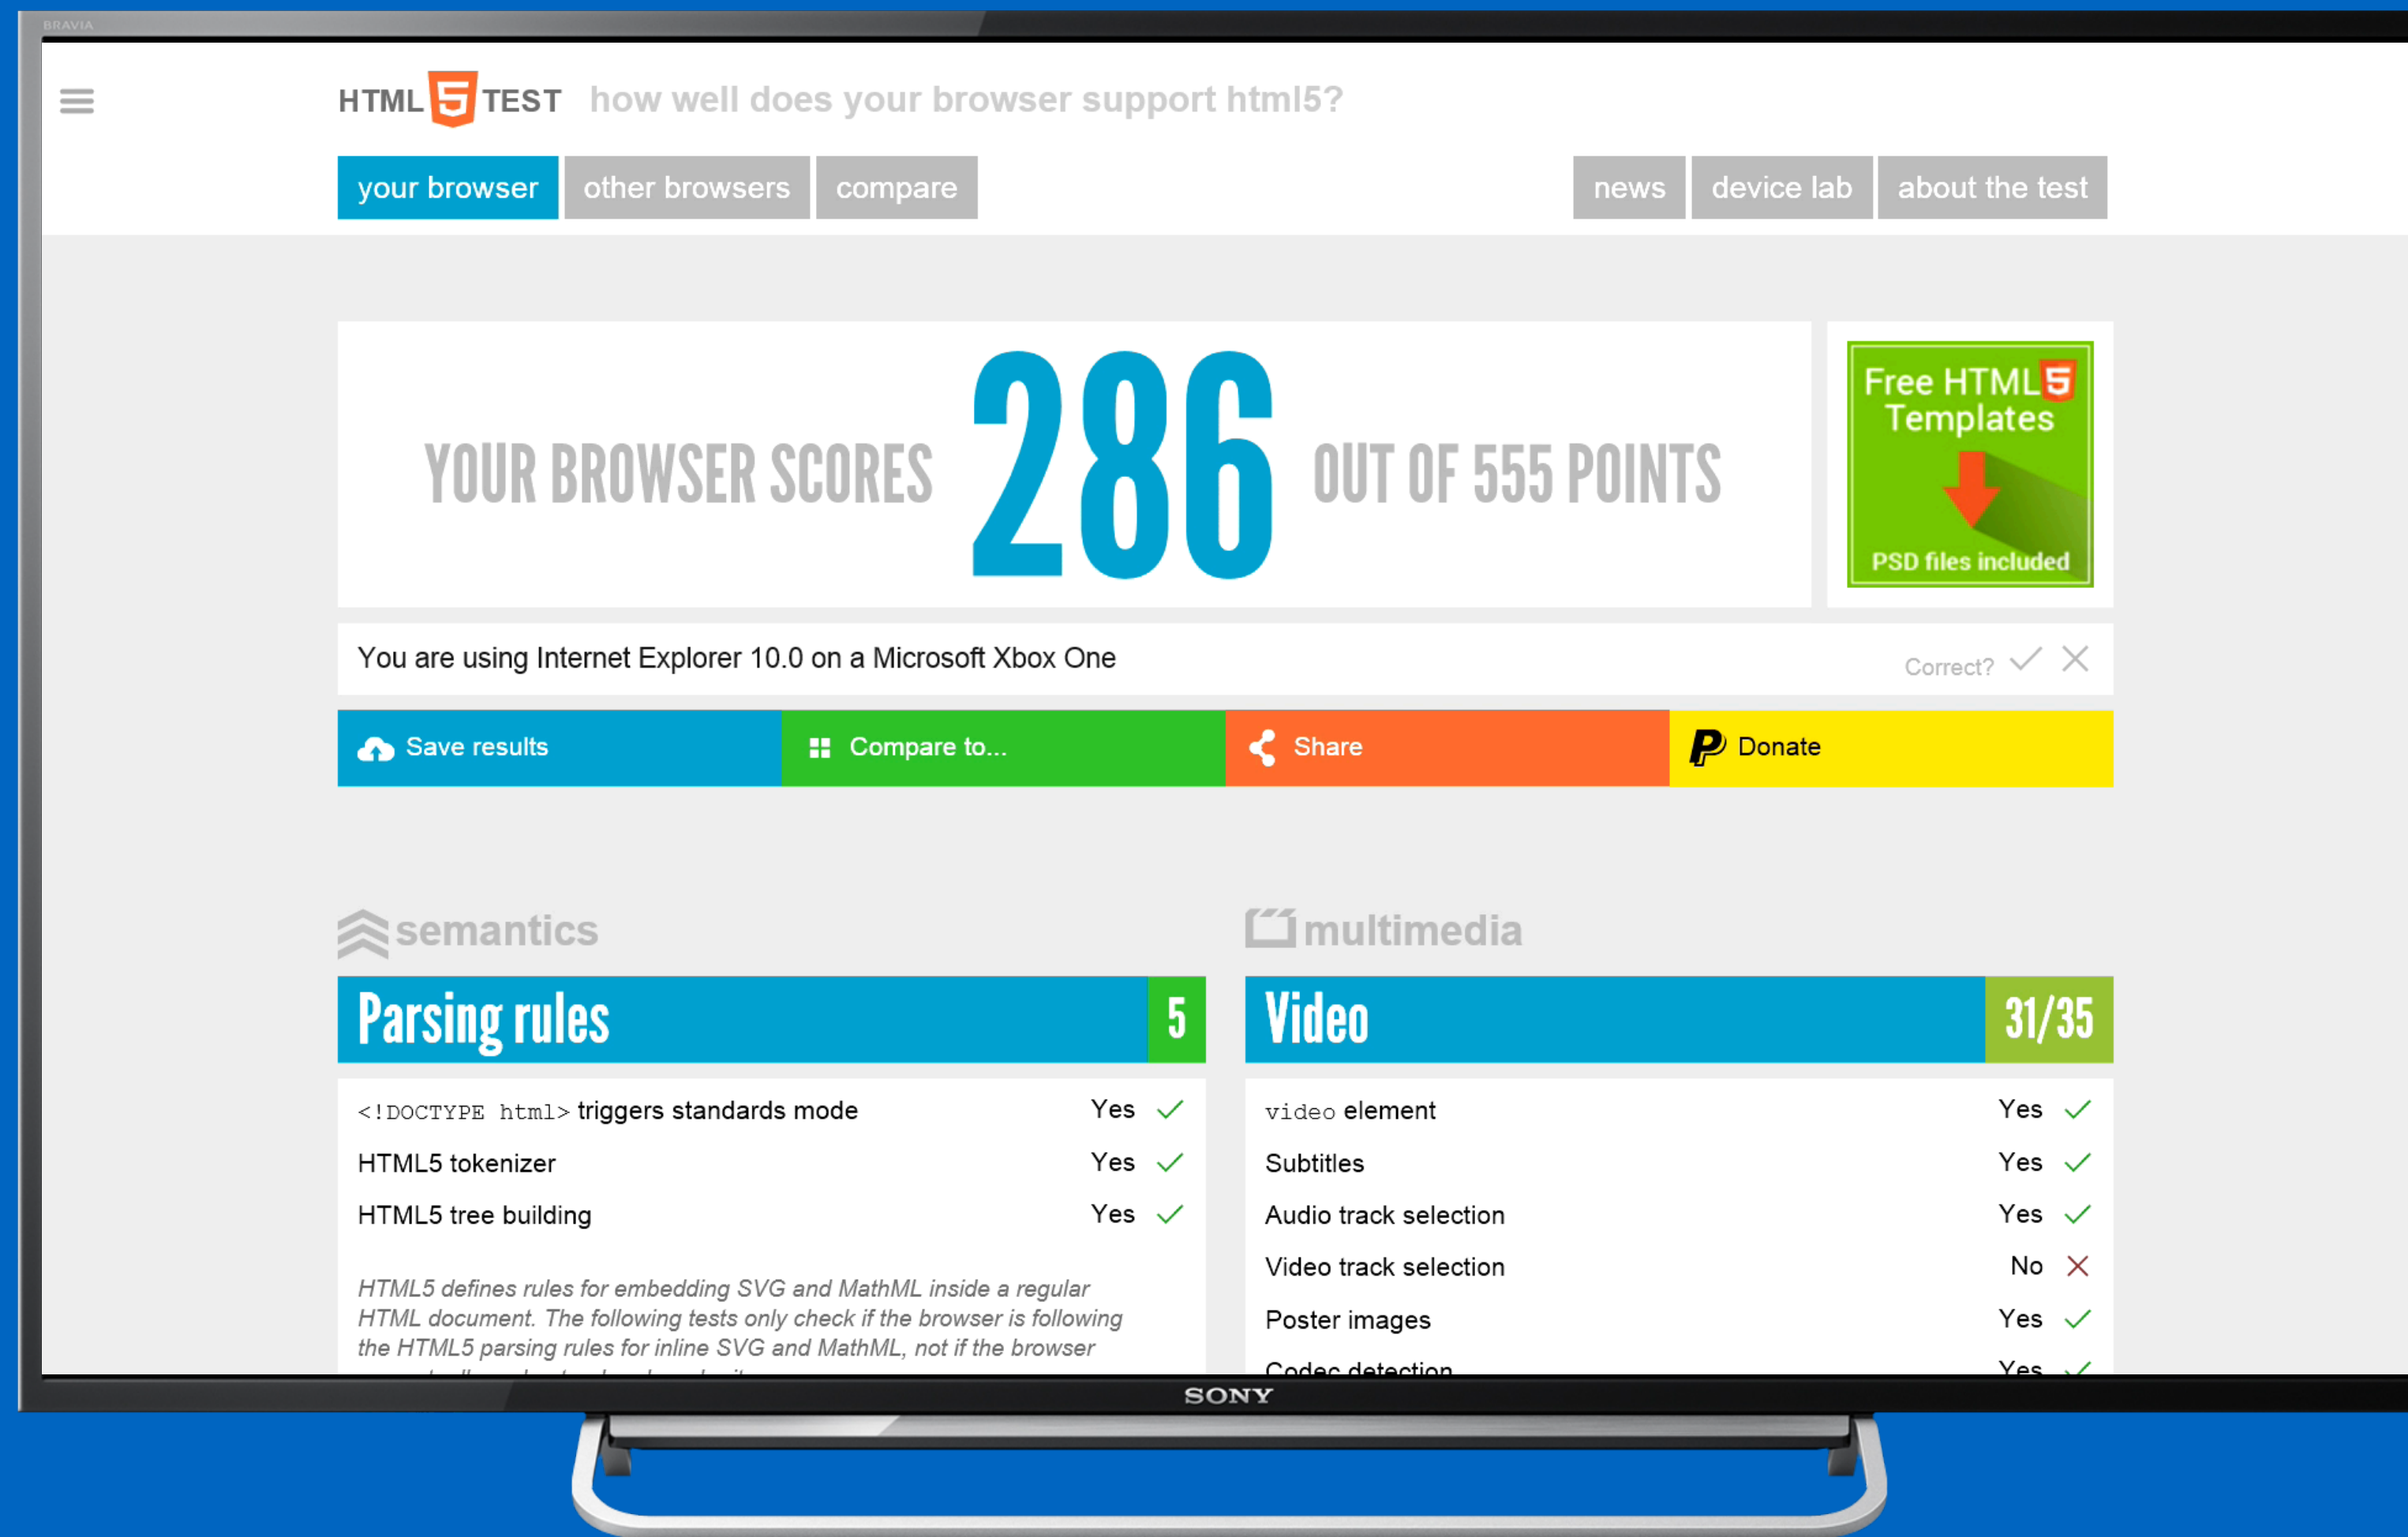 BRAVIA
HTML 5 TEST how well does your browser support html5?
your browser other browsers compare news device lab about the test
YOUR BROWSER SCORES 286 OUT OF 555 POINTS
Free HTML 5
Templates
PSD files included
You are using Internet Explorer 10.0 on a Microsoft Xbox One Correct?
Save results Compare to... Share Donate
semantics
Parsing rules 5
<!DOCTYPE html> triggers standards mode Yes
HTML5 tokenizer Yes
HTML5 tree building Yes
HTML5 defines rules for embedding SVG and MathML inside a regular
HTML document. The following tests only check if the browser is following
the HTML5 parsing rules for inline SVG and MathML, not if the browser
multimedia
Video 31/35
video element Yes
Subtitles Yes
Audio track selection Yes
Video track selection No
Poster images Yes
Codec detection Yes
SONY